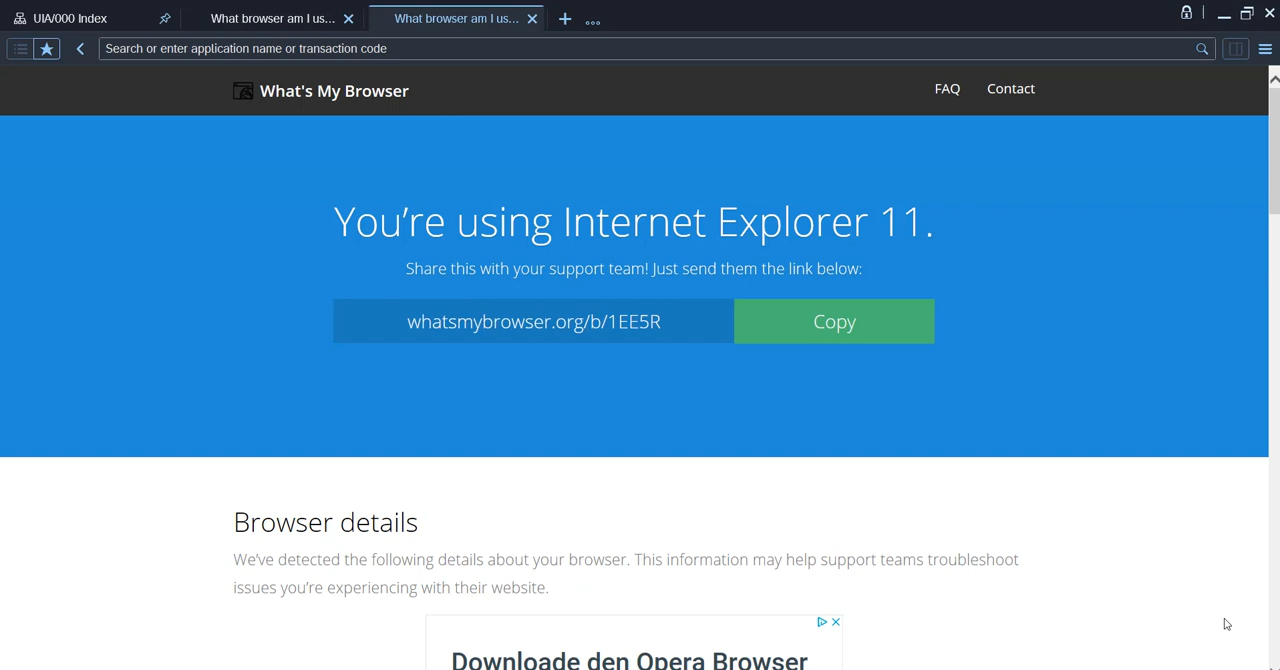 UIA/000 Index
What browser am I us...
What browser am I us...
Search or enter application name or transaction code
What's My Browser
FAQ
Contact
You’re using Internet Explorer 11.
Share this with your support team! Just send them the link below:
whatsmybrowser.org/b/1EE5R
Copy
Browser details
We’ve detected the following details about your browser. This information may help support teams troubleshoot
issues you’re experiencing with their website.
Downloade den Opera Browser